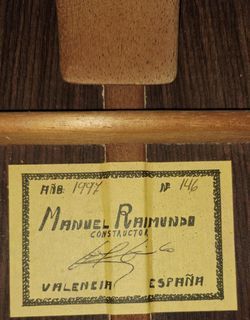 AÑO: 1997 Nº 146
MANUEL RAIMUNDO
CONSTRUCTOR
VALENCIA ESPAÑA